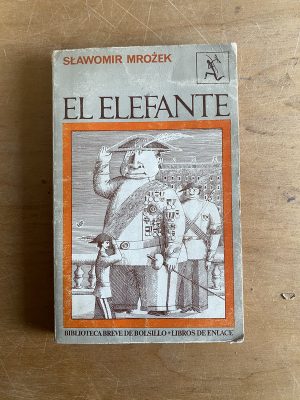 SŁAWOMIR MROŻEK
EL ELEFANTE
BIBLIOTECA BREVE DE BOLSILLO • LIBROS DE ENLACE